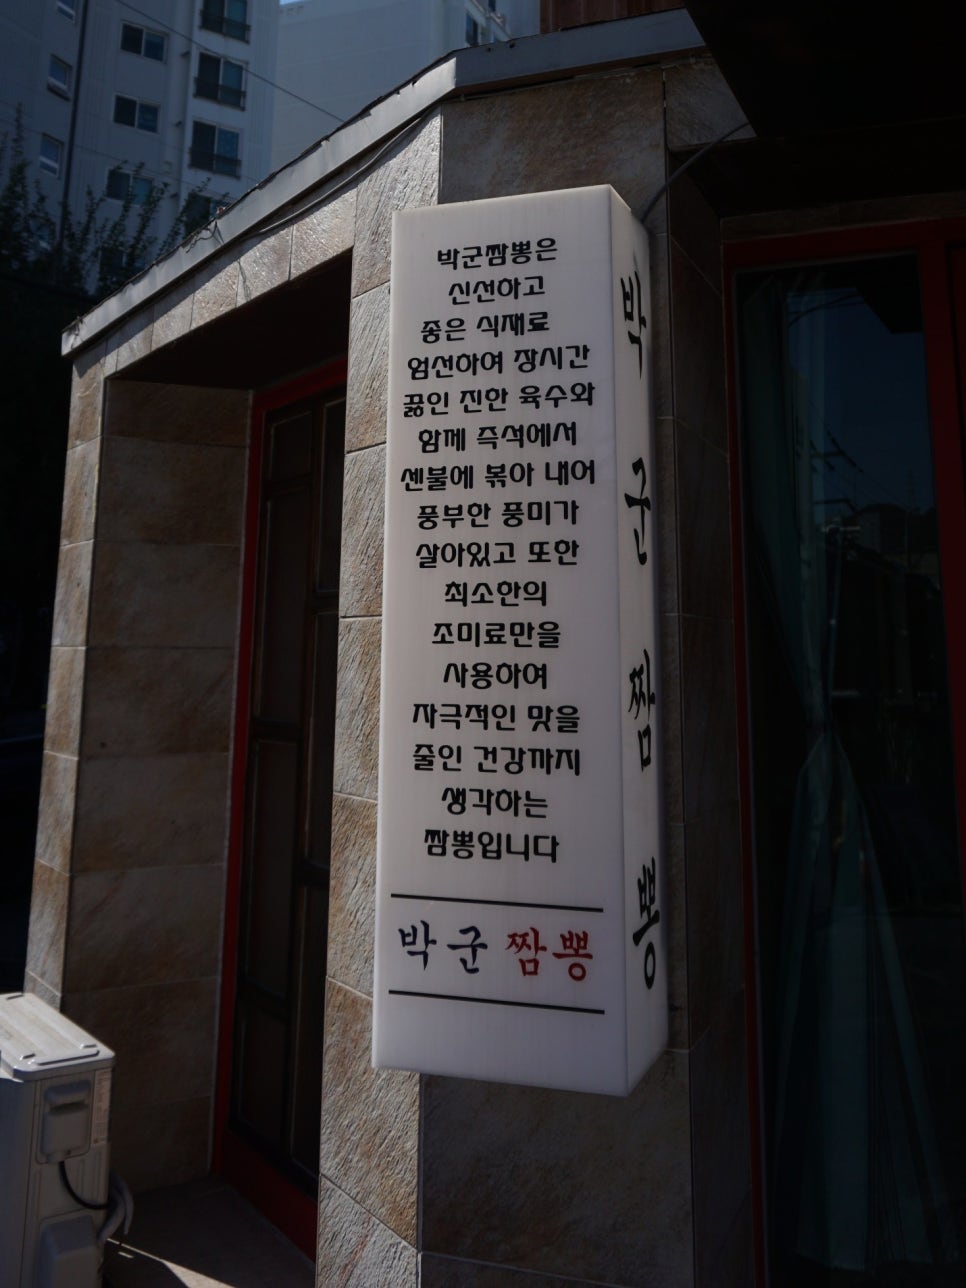 박군짬뽕은
신선하고
좋은 식재료
엄선하여 장시간
끓인 진한 육수와
함께 즉석에서
센불에 볶아 내어
풍부한 풍미가
살아있고 또한
최소한의
조미료만을
사용하여
자극적인 맛을
줄인 건강까지
생각하는
짬뽕입니다
박군 짬뽕
박군짬뽕